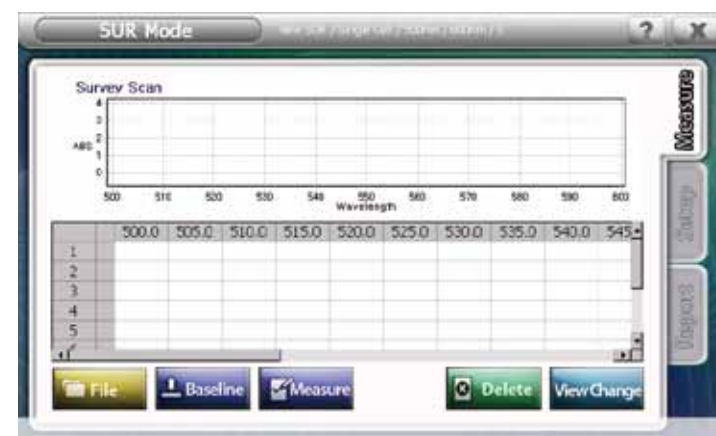 SUR Mode
? X
Survey Scan
4
3
2
1
0
ABS
500 510 520 530 540 550 560 570 580 590 600
Wavelength
500.0 505.0 510.0 515.0 520.0 525.0 530.0 535.0 540.0 545
1
2
3
4
5
File Baseline Measure Delete View Change
Measure
Setup
Report